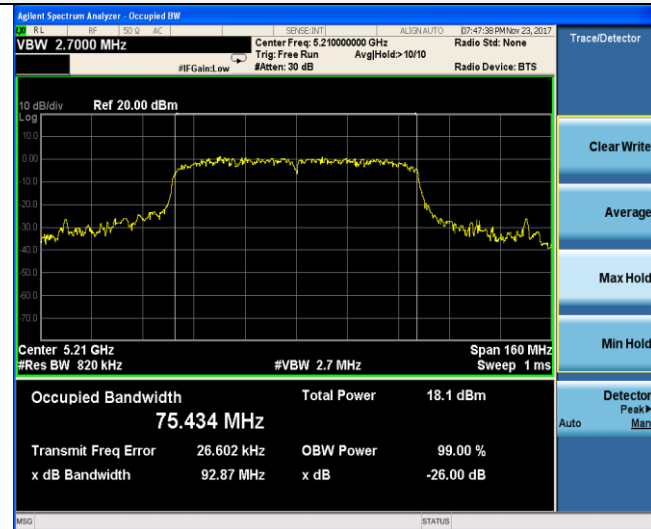 Agilent Spectrum Analyzer - Occupied BW
LXI RL RF 50 Ω AC SENSE:INT ALIGNAUTO 07:47:38 PM Nov 23, 2017
VBW 2.7000 MHz
Center Freq: 5.210000000 GHz Radio Std: None
Trig: Free Run Avg|Hold:>10/10
#IFGain:Low #Atten: 30 dB Radio Device: BTS
Trace/Detector
10 dB/div Ref 20.00 dBm
Log
10.0
0.00
-10.0
-20.0
-30.0
-40.0
-50.0
-60.0
-70.0
Clear Write
Average
Max Hold
Min Hold
Detector
Peak▶
Auto Man
Center 5.21 GHz Span 160 MHz
#Res BW 820 kHz #VBW 2.7 MHz Sweep 1 ms
Occupied Bandwidth Total Power 18.1 dBm
75.434 MHz
Transmit Freq Error 26.602 kHz OBW Power 99.00 %
x dB Bandwidth 92.87 MHz x dB -26.00 dB
MSG STATUS